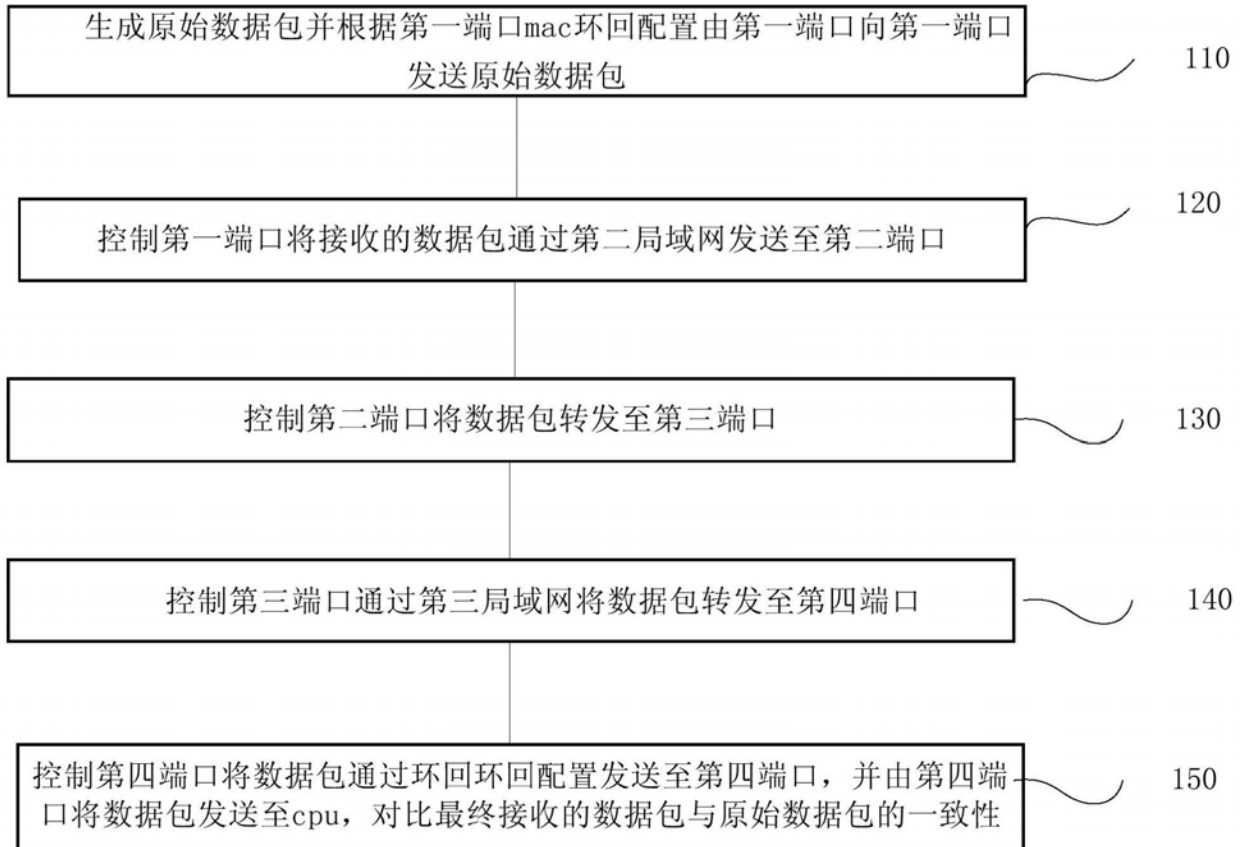 生成原始数据包并根据第一端口mac环回配置由第一端口向第一端口
发送原始数据包
110
控制第一端口将接收的数据包通过第二局域网发送至第二端口
120
控制第二端口将数据包转发至第三端口
130
控制第三端口通过第三局域网将数据包转发至第四端口
140
控制第四端口将数据包通过环回环回配置发送至第四端口，并由第四端
口将数据包发送至cpu，对比最终接收的数据包与原始数据包的一致性
150